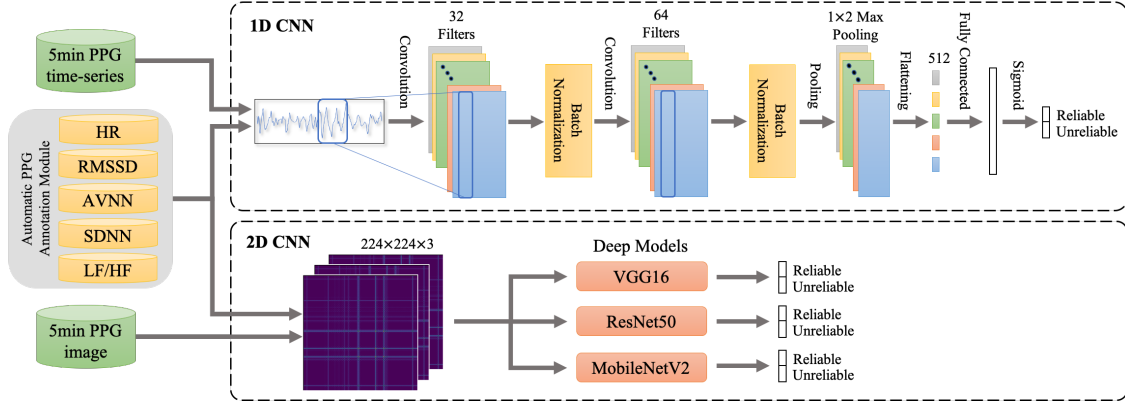 5min PPG
time-series
Automatic PPG
Annotation Module
HR
RMSSD
AVNN
SDNN
LF/HF
5min PPG
image
1D CNN
Convolution
32
Filters
Batch
Normalization
Convolution
64
Filters
Batch
Normalization
Pooling
1×2 Max
Pooling
Flattening
512
Fully Connected
Sigmoid
Reliable
Unreliable
2D CNN
224×224×3
Deep Models
VGG16
Reliable
Unreliable
ResNet50
Reliable
Unreliable
MobileNetV2
Reliable
Unreliable